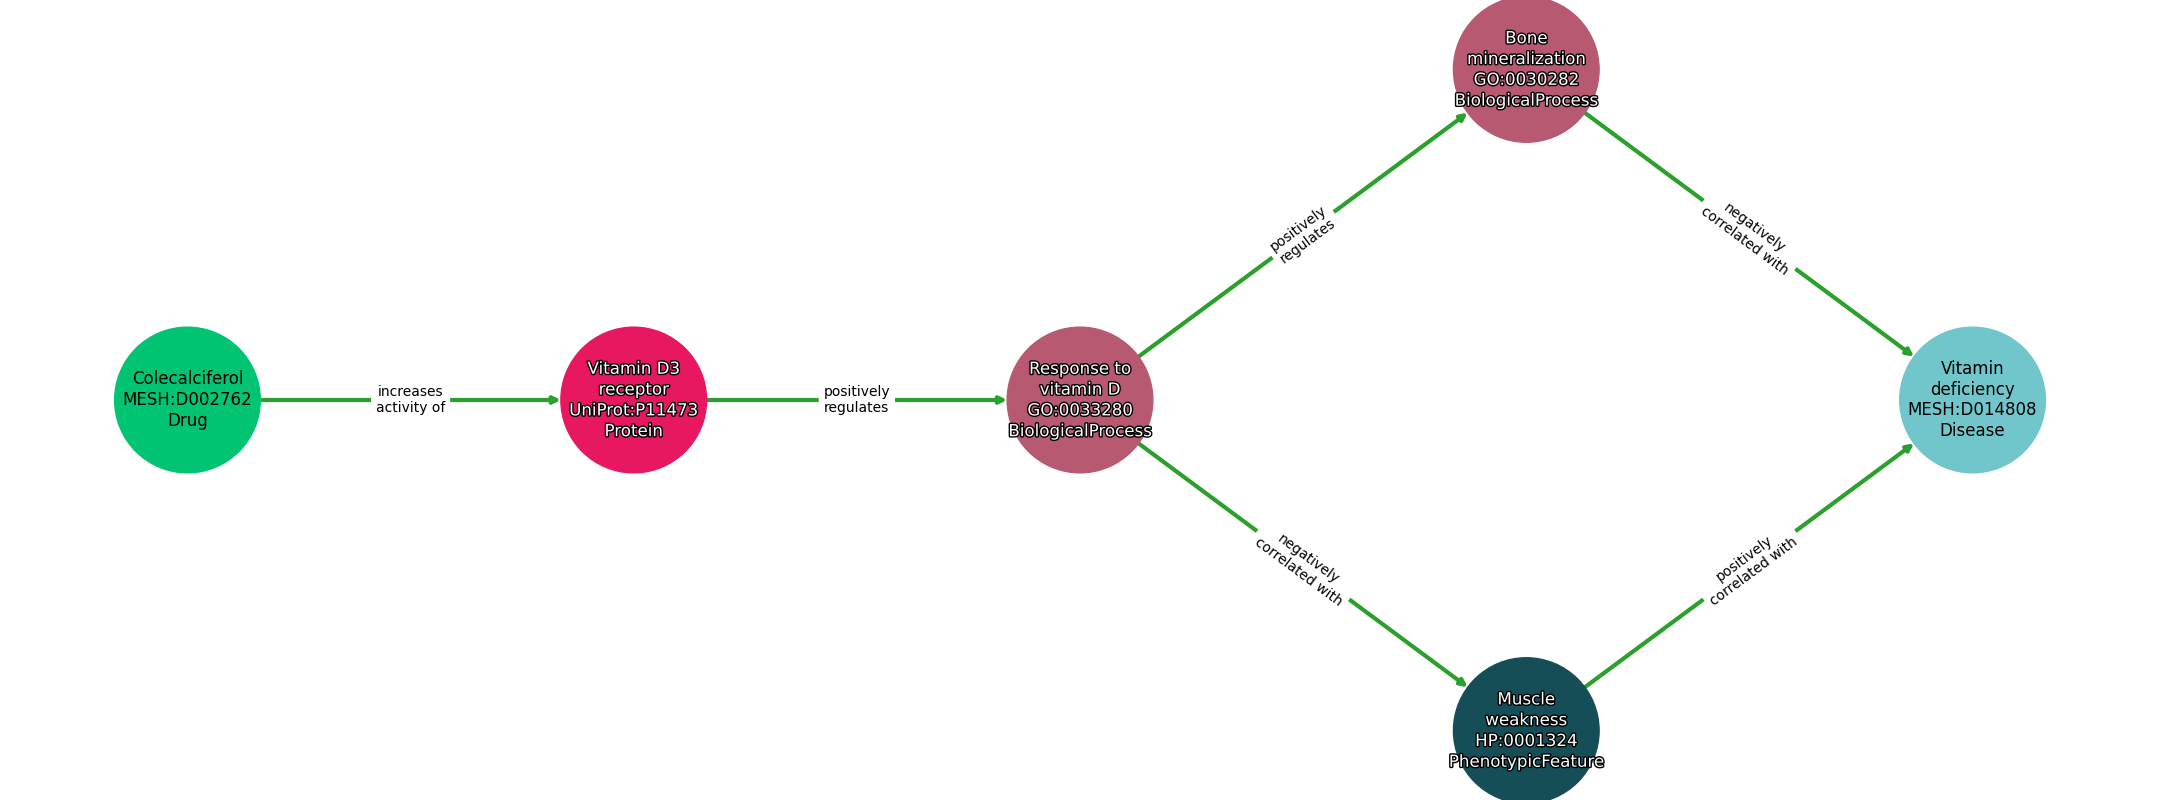 Bone
mineralization
GO:0030282
BiologicalProcess
positively
regulates
negatively
correlated with
Colecalciferol
MESH:D002762
Drug
increases
activity of
Vitamin D3
receptor
UniProt:P11473
Protein
positively
regulates
Response to
vitamin D
GO:0033280
BiologicalProcess
Vitamin
deficiency
MESH:D014808
Disease
negatively
correlated with
positively
correlated with
Muscle
weakness
HP:0001324
PhenotypicFeature